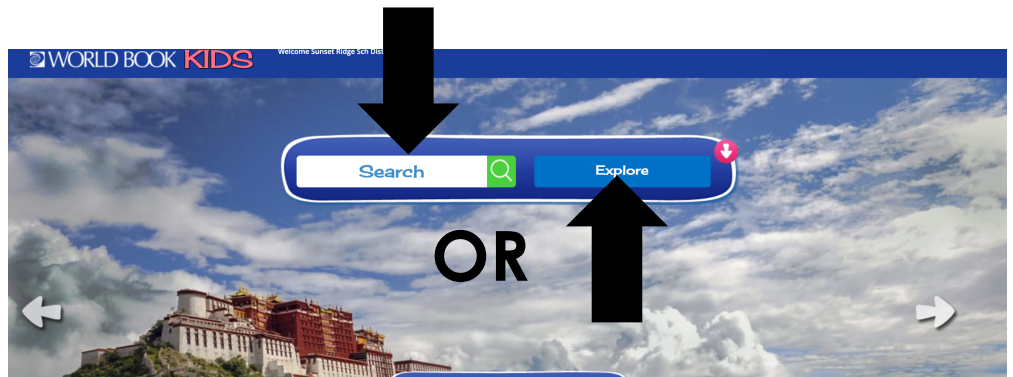 WORLD BOOK KIDS
Welcome Sunset Ridge Sch Dist
Search
Explore
OR